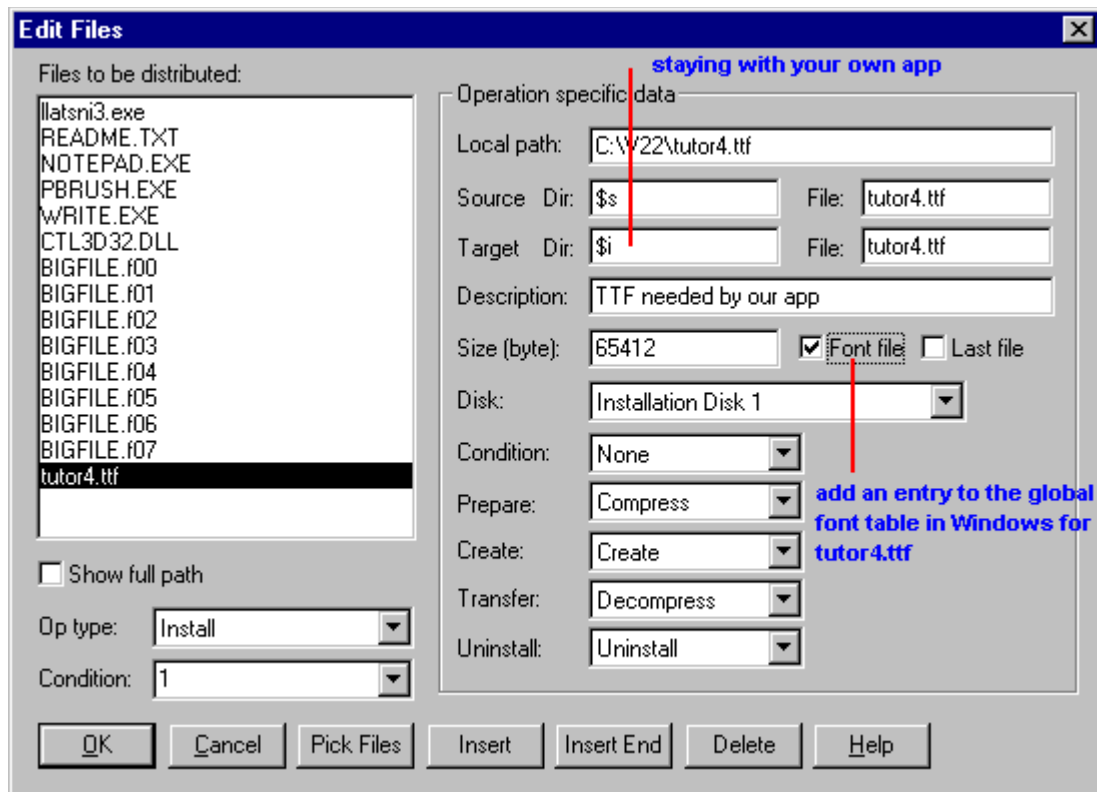 Edit Files
staying with your own app
Files to be distributed:
llatsni3.exe
README.TXT
NOTEPAD.EXE
PBRUSH.EXE
WRITE.EXE
CTL3D32.DLL
BIGFILE.f00
BIGFILE.f01
BIGFILE.f02
BIGFILE.f03
BIGFILE.f04
BIGFILE.f05
BIGFILE.f06
BIGFILE.f07
tutor4.ttf
Show full path
Op type: Install
Condition: 1
Operation specific data
Local path: C:\V22\tutor4.ttf
Source Dir: $s File: tutor4.ttf
Target Dir: $i File: tutor4.ttf
Description: TTF needed by our app
Size (byte): 65412 Font file Last file
Disk: Installation Disk 1
Condition: None
Prepare: Compress
Create: Create
Transfer: Decompress
Uninstall: Uninstall
add an entry to the global
font table in Windows for
tutor4.ttf
OK Cancel Pick Files Insert Insert End Delete Help